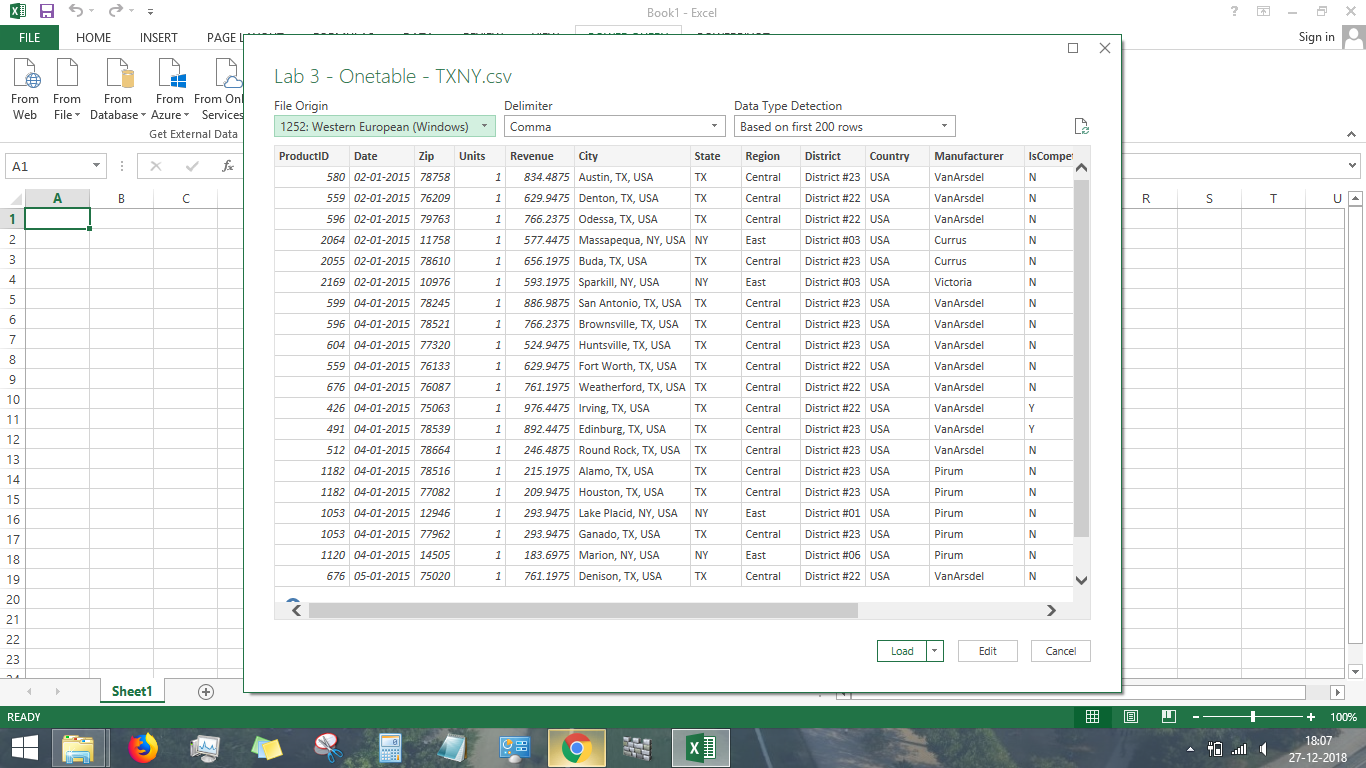 Book1 - Excel
FILE HOME INSERT
Sign in
From Web
From File
From Database
From Azure
Get External Data
A1
fx
A B C R S T U
1
2
3
4
5
6
7
8
9
10
11
12
13
14
15
16
17
18
19
20
21
22
23
Lab 3 - Onetable - TXNY.csv
File Origin Delimiter Data Type Detection
1252: Western European (Windows) Comma Based on first 200 rows
ProductID Date Zip Units Revenue City State Region District Country Manufacturer IsCompet
580 02-01-2015 78758 1 834.4875 Austin, TX, USA TX Central District #23 USA VanArsdel N
559 02-01-2015 76209 1 629.9475 Denton, TX, USA TX Central District #22 USA VanArsdel N
596 02-01-2015 79763 1 766.2375 Odessa, TX, USA TX Central District #22 USA VanArsdel N
2064 02-01-2015 11758 1 577.4475 Massapequa, NY, USA NY East District #03 USA Currus N
2055 02-01-2015 78610 1 656.1975 Buda, TX, USA TX Central District #23 USA Currus N
2169 02-01-2015 10976 1 593.1975 Sparkill, NY, USA NY East District #03 USA Victoria N
599 04-01-2015 78245 1 886.9875 San Antonio, TX, USA TX Central District #23 USA VanArsdel N
596 04-01-2015 78521 1 766.2375 Brownsville, TX, USA TX Central District #23 USA VanArsdel N
604 04-01-2015 77320 1 524.9475 Huntsville, TX, USA TX Central District #23 USA VanArsdel N
559 04-01-2015 76133 1 629.9475 Fort Worth, TX, USA TX Central District #22 USA VanArsdel N
676 04-01-2015 76087 1 761.1975 Weatherford, TX, USA TX Central District #22 USA VanArsdel N
426 04-01-2015 75063 1 976.4475 Irving, TX, USA TX Central District #22 USA VanArsdel Y
491 04-01-2015 78539 1 892.4475 Edinburg, TX, USA TX Central District #23 USA VanArsdel Y
512 04-01-2015 78664 1 246.4875 Round Rock, TX, USA TX Central District #23 USA VanArsdel N
1182 04-01-2015 78516 1 215.1975 Alamo, TX, USA TX Central District #23 USA Pirum N
1182 04-01-2015 77082 1 209.9475 Houston, TX, USA TX Central District #23 USA Pirum N
1053 04-01-2015 12946 1 293.9475 Lake Placid, NY, USA NY East District #01 USA Pirum N
1053 04-01-2015 77962 1 293.9475 Ganado, TX, USA TX Central District #23 USA Pirum N
1120 04-01-2015 14505 1 183.6975 Marion, NY, USA NY East District #06 USA Pirum N
676 05-01-2015 75020 1 761.1975 Denison, TX, USA TX Central District #22 USA VanArsdel N
Load Edit Cancel
Sheet1
READY
100%
18:07
27-12-2018